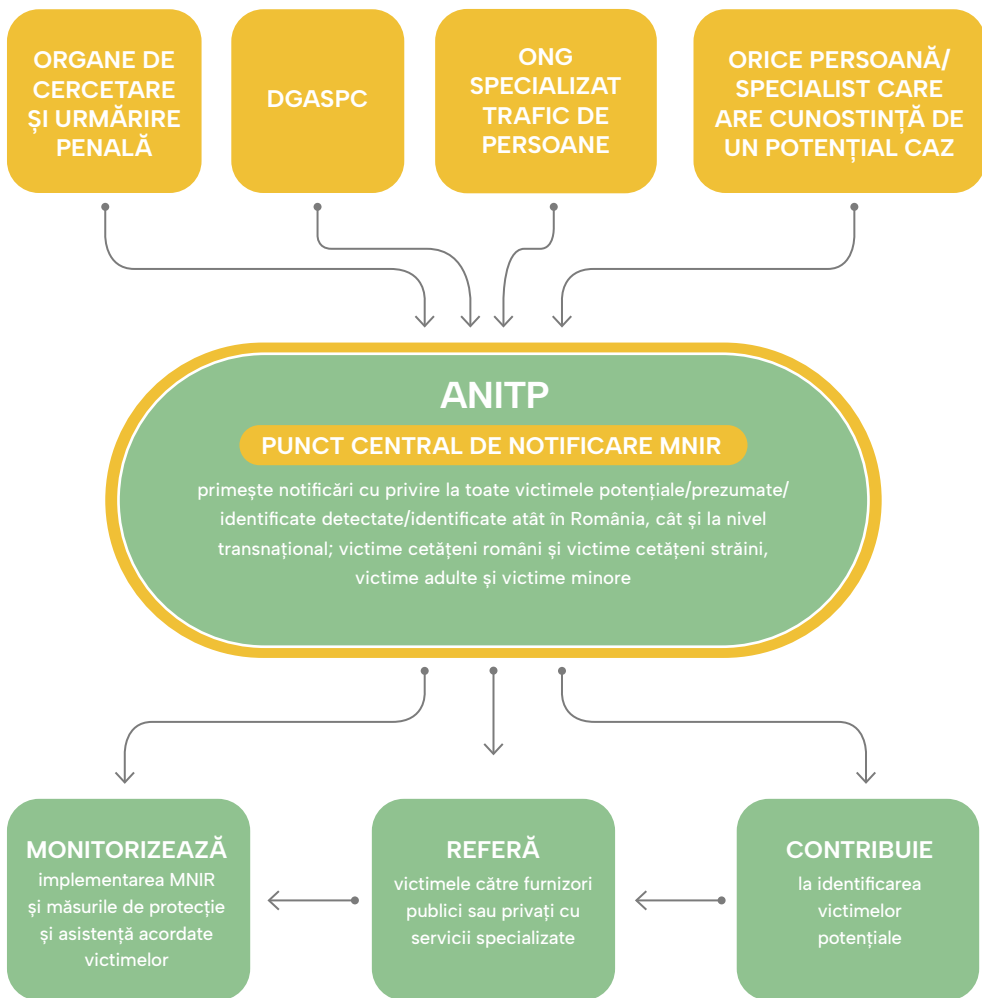 ORGANE DE
CERCETARE
ȘI URMĂRIRE
PENALĂ
DGASPC
ONG
SPECIALIZAT
TRAFIC DE
PERSOANE
ORICE PERSOANĂ/
SPECIALIST CARE
ARE CUNOSTINȚĂ DE
UN POTENȚIAL CAZ
ANITP
PUNCT CENTRAL DE NOTIFICARE MNIR
primește notificări cu privire la toate victimele potențiale/prezumate/
identificate detectate/identificate atât în România, cât și la nivel
transnațional; victime cetățeni români și victime cetățeni străini,
victime adulte și victime minore
MONITORIZEAZĂ
implementarea MNIR
și măsurile de protecție
și asistență acordate
victimelor
REFERĂ
victimele către furnizori
publici sau privați cu
servicii specializate
CONTRIBUIE
la identificarea
victimelor
potențiale